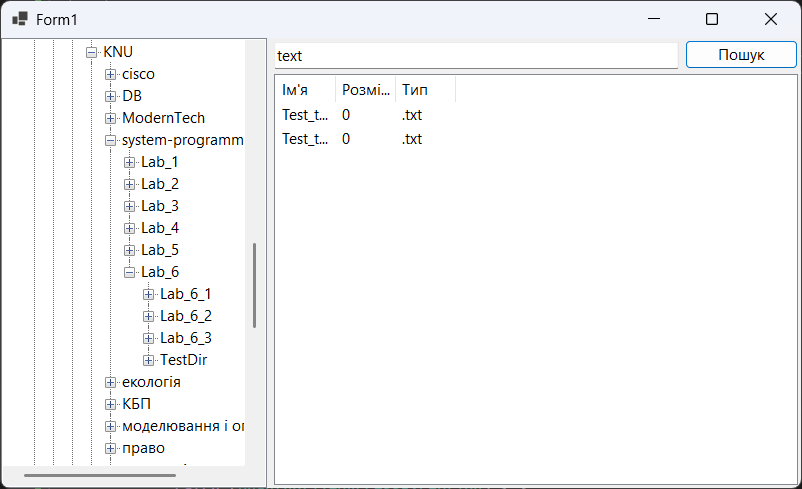 Form1
KNU
cisco
DB
ModernTech
system-programm
Lab_1
Lab_2
Lab_3
Lab_4
Lab_5
Lab_6
Lab_6_1
Lab_6_2
Lab_6_3
TestDir
екологія
КБП
моделювання і ог
право
text Пошук
Ім'я Розмі... Тип
Test_t... 0 .txt
Test_t... 0 .txt